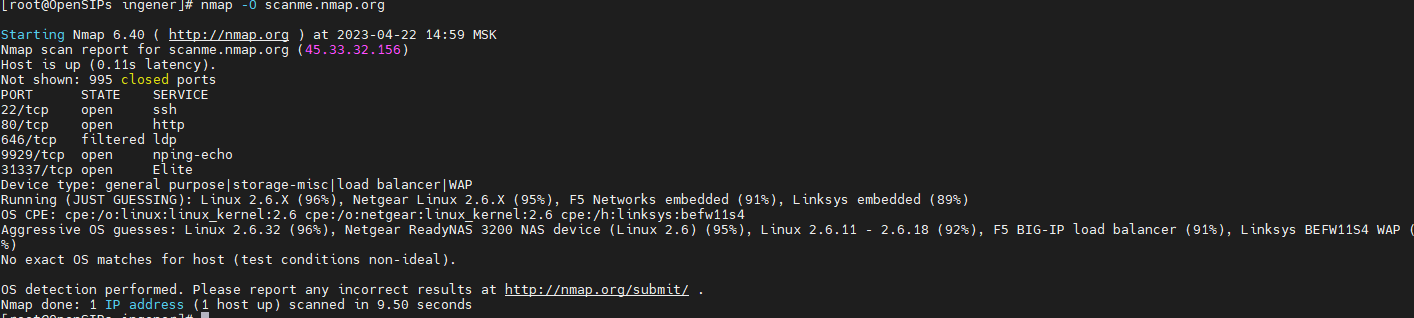 [root@OpenSIPs ingener]# nmap -O scanme.nmap.org
Starting Nmap 6.40 ( http://nmap.org ) at 2023-04-22 14:59 MSK
Nmap scan report for scanme.nmap.org (45.33.32.156)
Host is up (0.11s latency).
Not shown: 995 closed ports
PORT      STATE    SERVICE
22/tcp    open     ssh
80/tcp    open     http
646/tcp   filtered ldp
9929/tcp  open     nping-echo
31337/tcp open     Elite
Device type: general purpose|storage-misc|load balancer|WAP
Running (JUST GUESSING): Linux 2.6.X (96%), Netgear Linux 2.6.X (95%), F5 Networks embedded (91%), Linksys embedded (89%)
OS CPE: cpe:/o:linux:linux_kernel:2.6 cpe:/o:netgear:linux_kernel:2.6 cpe:/h:linksys:befw11s4
Aggressive OS guesses: Linux 2.6.32 (96%), Netgear ReadyNAS 3200 NAS device (Linux 2.6) (95%), Linux 2.6.11 - 2.6.18 (92%), F5 BIG-IP load balancer (91%), Linksys BEFW11S4 WAP (
%)
No exact OS matches for host (test conditions non-ideal).
OS detection performed. Please report any incorrect results at http://nmap.org/submit/ .
Nmap done: 1 IP address (1 host up) scanned in 9.50 seconds
[root@OpenSIPs ingener]#